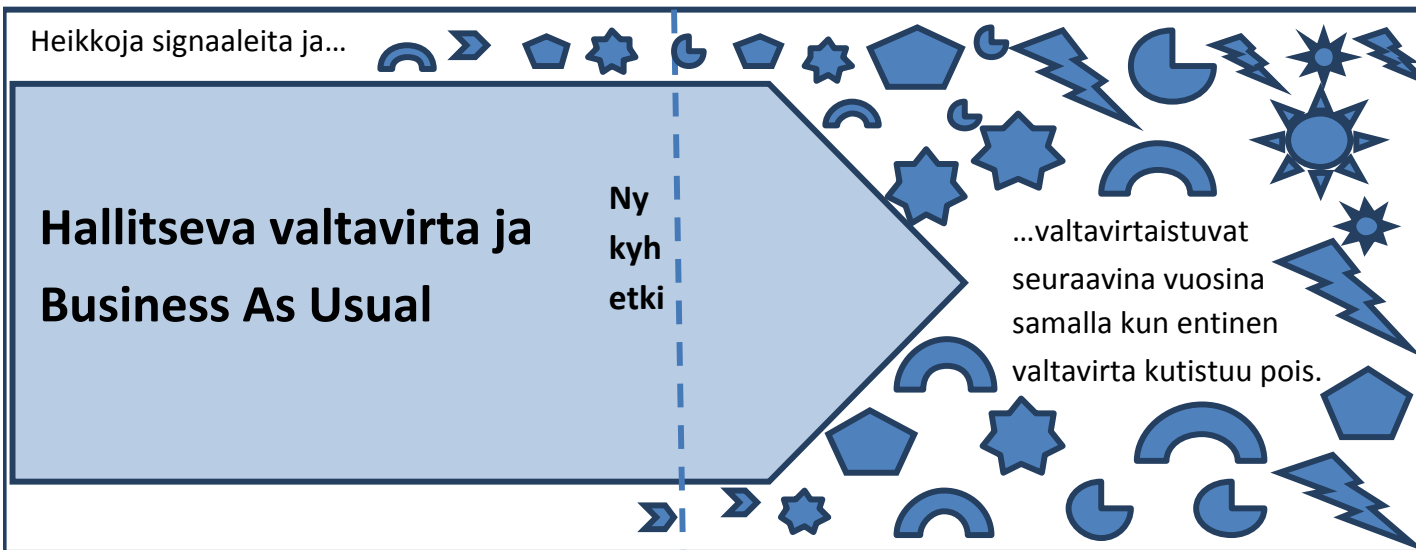 Heikkoja signaaleita ja…
Hallitseva valtavirta ja
Business As Usual
Ny
kyh
etki
…valtavirtaistuvat
seuraavina vuosina
samalla kun entinen
valtavirta kutistuu pois.